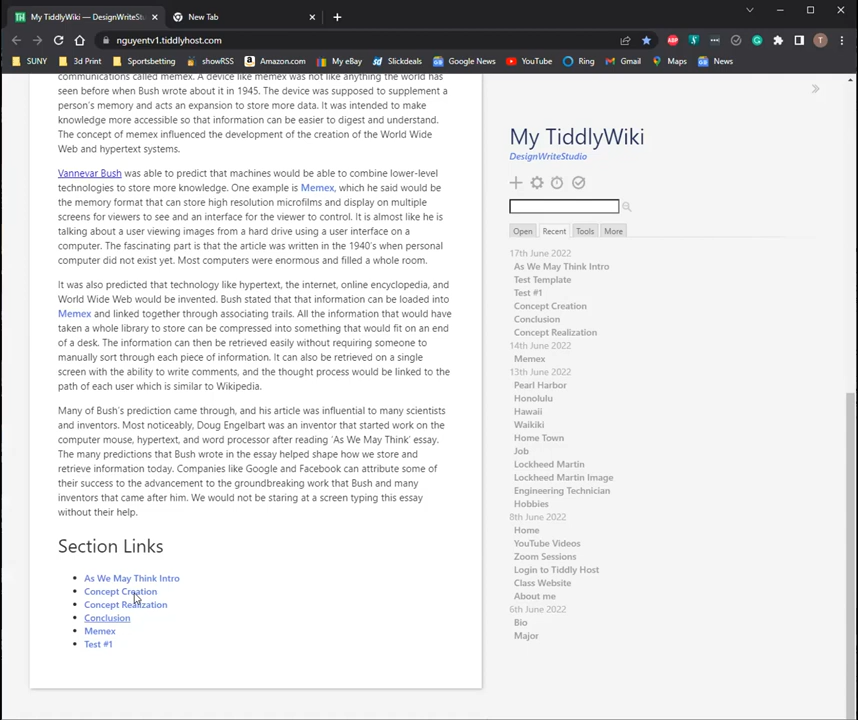 My TiddlyWiki — DesignWriteStu
New Tab
nguyentv1.tiddlyhost.com
SUNY
3d Print
Sportsbetting
showRSS
Amazon.com
My eBay
Slickdeals
Google News
YouTube
Ring
Gmail
Maps
News
communications called memex. A device like memex was not like anything the world has
seen before when Bush wrote about it in 1945. The device was supposed to supplement a
person's memory and acts an expansion to store more data. It was intended to make
knowledge more accessible so that information can be easier to digest and understand.
The concept of memex influenced the development of the creation of the World Wide
Web and hypertext systems.
Vannevar Bush was able to predict that machines would be able to combine lower-level
technologies to store more knowledge. One example is Memex, which he said would be
the memory format that can store high resolution microfilms and display on multiple
screens for viewers to see and an interface for the viewer to control. It is almost like he is
talking about a user viewing images from a hard drive using a user interface on a
computer. The fascinating part is that the article was written in the 1940's when personal
computer did not exist yet. Most computers were enormous and filled a whole room.
It was also predicted that technology like hypertext, the internet, online encyclopedia, and
World Wide Web would be invented. Bush stated that that information can be loaded into
Memex and linked together through associating trails. All the information that would have
taken a whole library to store can be compressed into something that would fit on an end
of a desk. The information can then be retrieved easily without requiring someone to
manually sort through each piece of information. It can also be retrieved on a single
screen with the ability to write comments, and the thought process would be linked to the
path of each user which is similar to Wikipedia.
Many of Bush's prediction came through, and his article was influential to many scientists
and inventors. Most noticeably, Doug Engelbart was an inventor that started work on the
computer mouse, hypertext, and word processor after reading 'As We May Think' essay.
The many predictions that Bush wrote in the essay helped shape how we store and
retrieve information today. Companies like Google and Facebook can attribute some of
their success to the advancement to the groundbreaking work that Bush and many
inventors that came after him. We would not be staring at a screen typing this essay
without their help.
Section Links
As We May Think Intro
Concept Creation
Concept Realization
Conclusion
Memex
Test #1
My TiddlyWiki
DesignWriteStudio
Open
Recent
Tools
More
17th June 2022
As We May Think Intro
Test Template
Test #1
Concept Creation
Conclusion
Concept Realization
14th June 2022
Memex
13th June 2022
Pearl Harbor
Honolulu
Hawaii
Waikiki
Home Town
Job
Lockheed Martin
Lockheed Martin Image
Engineering Technician
Hobbies
8th June 2022
Home
YouTube Videos
Zoom Sessions
Login to Tiddly Host
Class Website
About me
6th June 2022
Bio
Major